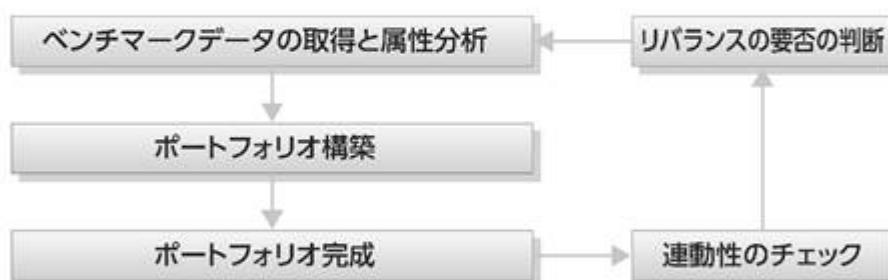 ベンチマークデータの取得と属性分析
リバランスの要否の判断
ポートフォリオ構築
ポートフォリオ完成
連動性のチェック